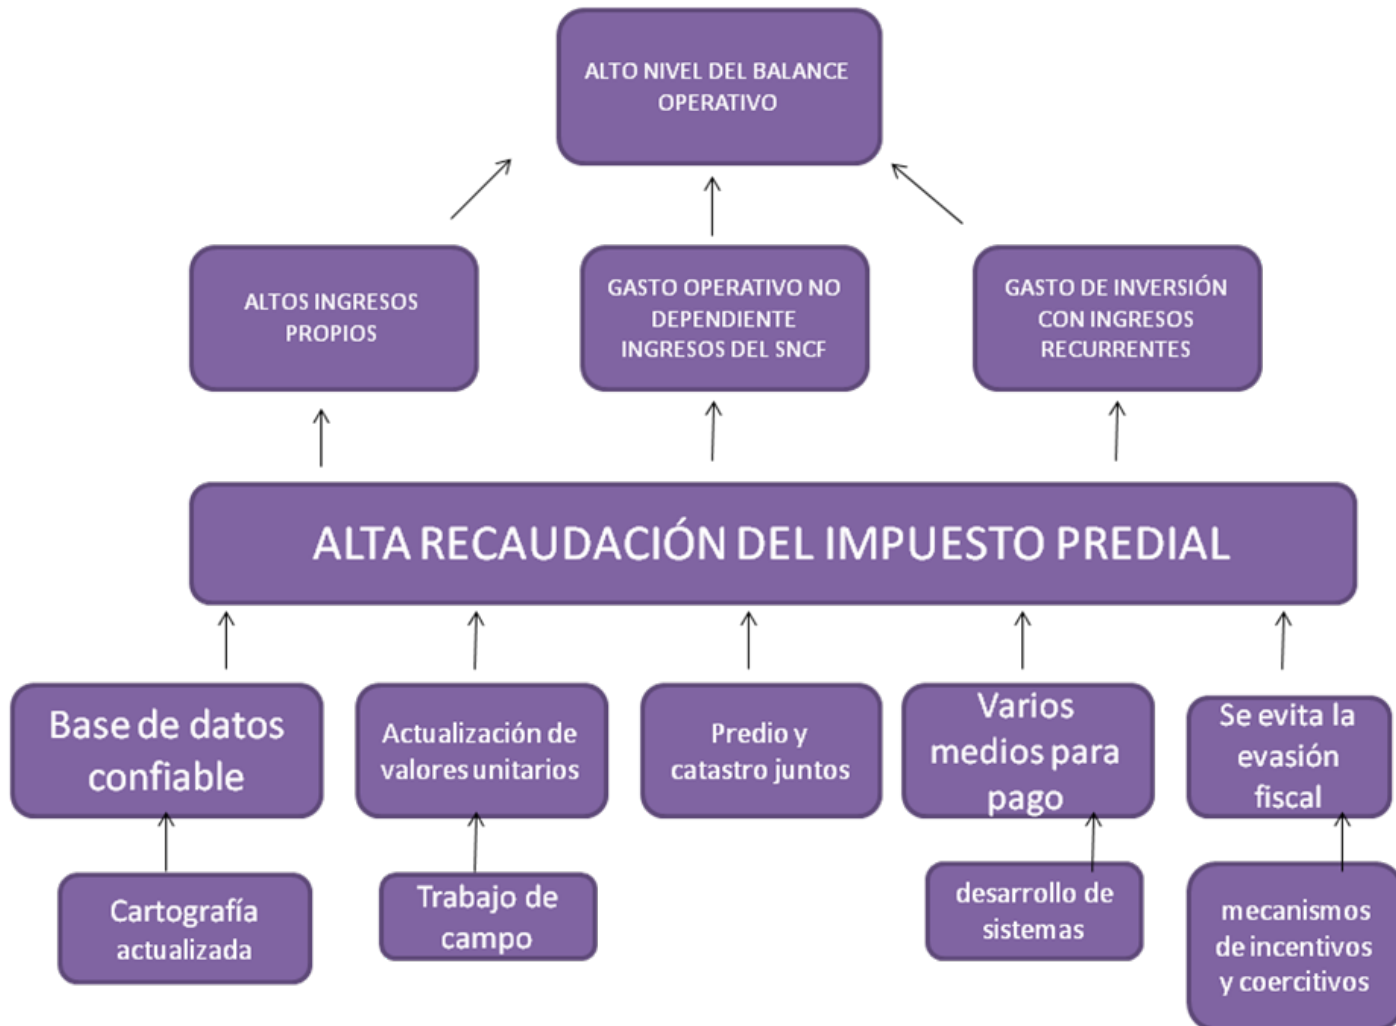 ALTO NIVEL DEL BALANCE
OPERATIVO
ALTOS INGRESOS
PROPIOS
GASTO OPERATIVO NO
DEPENDIENTE
INGRESOS DEL SNCF
GASTO DE INVERSIÓN
CON INGRESOS
RECURRENTES
ALTA RECAUDACIÓN DEL IMPUESTO PREDIAL
Base de datos
confiable
Actualización de
valores unitarios
Predio y
catastro juntos
Varios
medios para
pago
Se evita la
evasión
fiscal
Cartografía
actualizada
Trabajo de
campo
desarrollo de
sistemas
mecanismos
de incentivos
y coercitivos